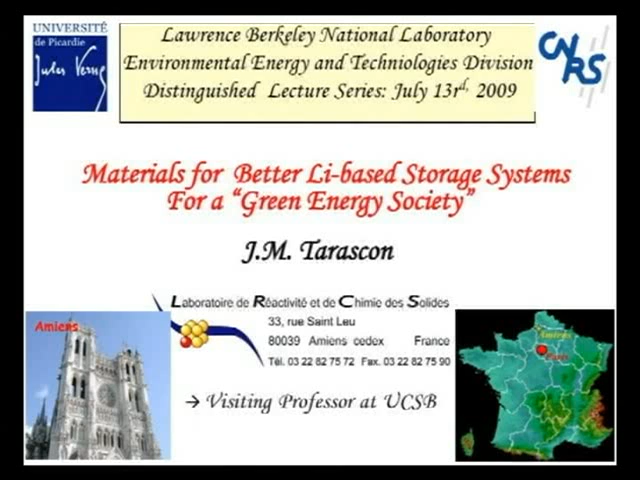 UNIVERSITÉ
de Picardie
Jules Verne
Lawrence Berkeley National Laboratory
Environmental Energy and Techniologies Division
Distinguished Lecture Series: July 13rd, 2009
CNRS
Materials for Better Li-based Storage Systems
For a “Green Energy Society”
J.M. Tarascon
Laboratoire de Réactivité et de Chimie des Solides
33, rue Saint Leu
80039 Amiens cedex France
Tél. 03 22 82 75 72 Fax. 03 22 82 75 90
→ Visiting Professor at UCSB
Amiens
Amiens
Paris